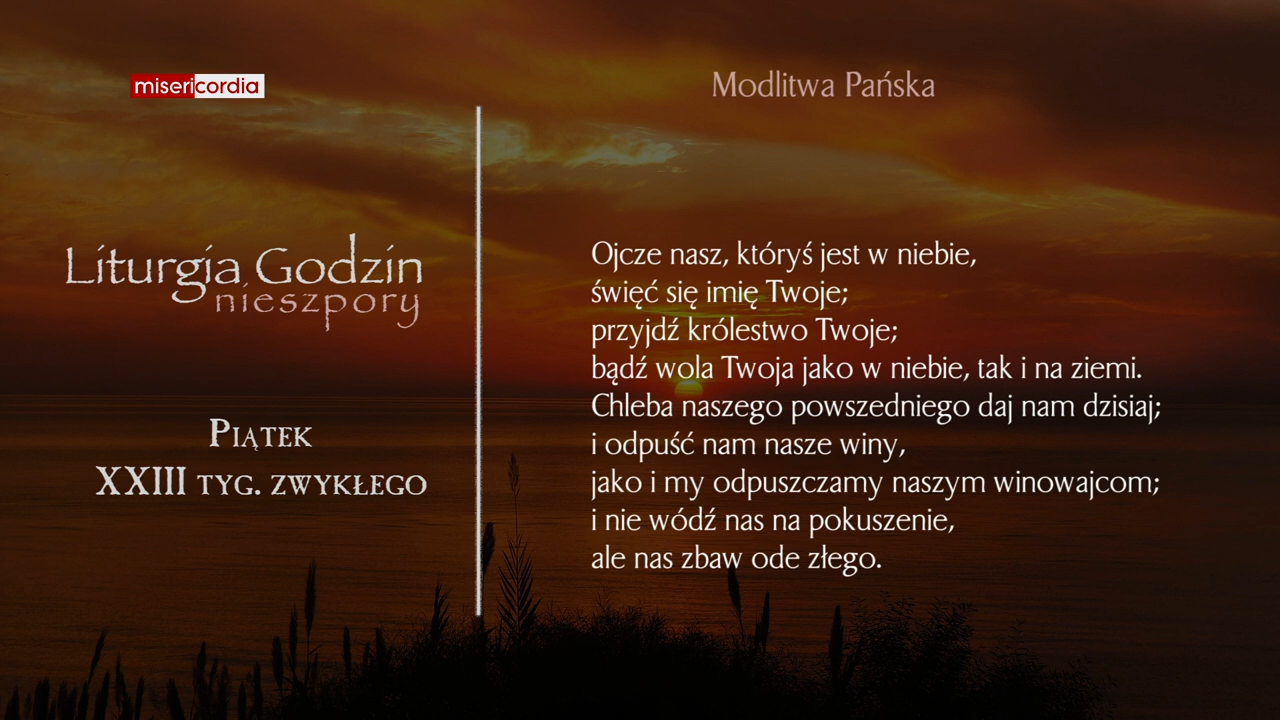 misericordia
Liturgia Godzin
nieszpory
Piątek
XXIII tyg. zwykłego
Modlitwa Pańska
Ojcze nasz, któryś jest w niebie,
święć się imię Twoje;
przyjdź królestwo Twoje;
bądź wola Twoja jako w niebie, tak i na ziemi.
Chleba naszego powszedniego daj nam dzisiaj;
i odpuść nam nasze winy,
jako i my odpuszczamy naszym winowajcom;
i nie wódź nas na pokuszenie,
ale nas zbaw ode złego.